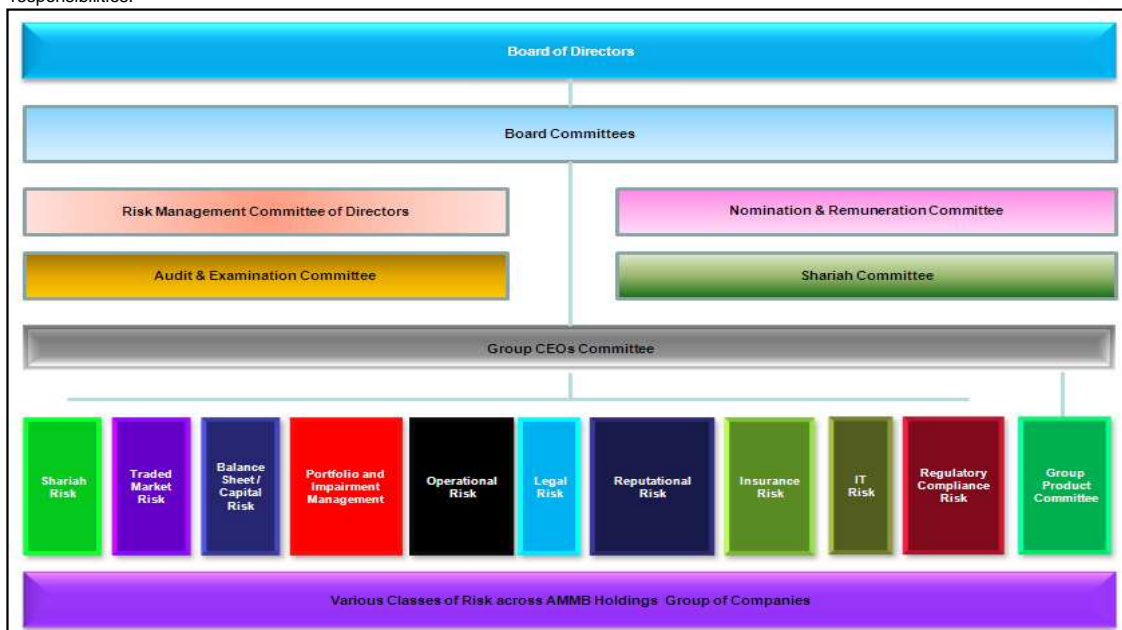 responsibilities.
Board of Directors
Board Committees
Risk Management Committee of Directors
Nomination & Remuneration Committee
Audit & Examination Committee
Shariah Committee
Group CEOs Committee
Shariah
Risk
Traded
Market
Risk
Balance
Sheet /
Capital
Risk
Portfolio and
Impairment
Management
Operational
Risk
Legal
Risk
Reputational
Risk
Insurance
Risk
IT
Risk
Regulatory
Compliance
Risk
Group
Product
Committee
Various Classes of Risk across AMMB Holdings Group of Companies